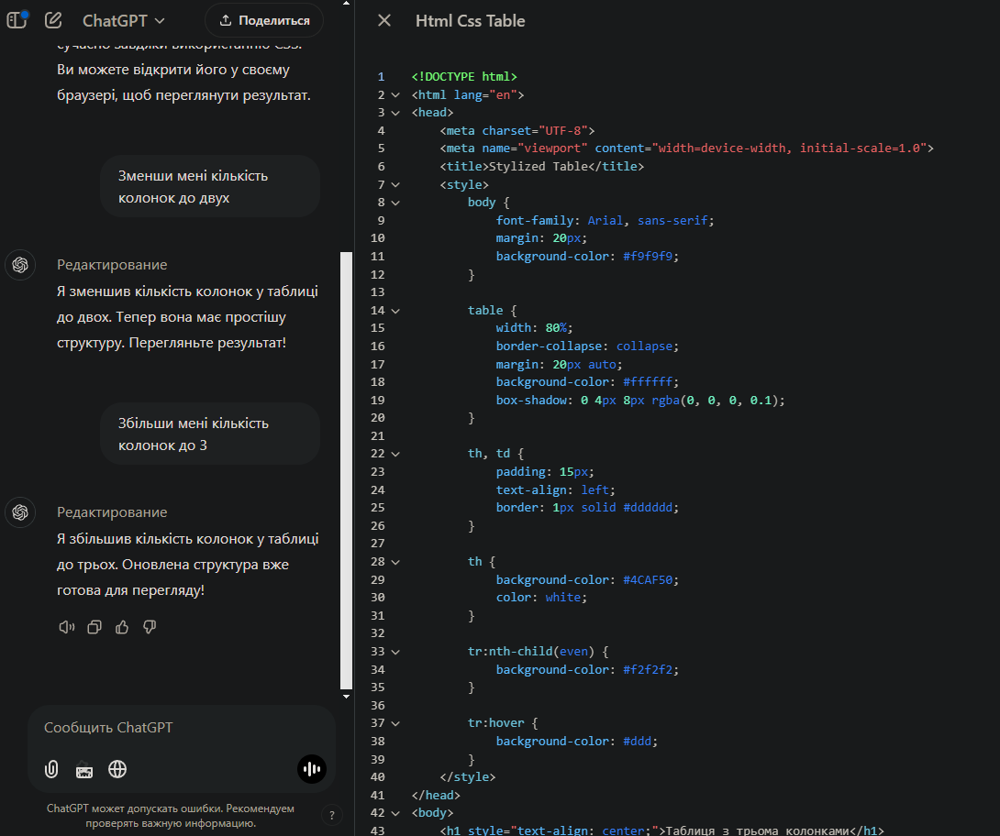 ChatGPT
Поделиться
сучасно завдяки використанню CSS.
Ви можете відкрити його у своєму
браузері, щоб переглянути результат.
Зменши мені кількість
колонок до двух
Редактирование
Я зменшив кількість колонок у таблиці
до двох. Тепер вона має простішу
структуру. Перегляньте результат!
Збільши мені кількість
колонок до 3
Редактирование
Я збільшив кількість колонок у таблиці
до трьох. Оновлена структура вже
готова для перегляду!
Сообщить ChatGPT
ChatGPT может допускать ошибки. Рекомендуем
проверять важную информацию.
?
Html Css Table
1 <!DOCTYPE html>
2 <html lang="en">
3 <head>
4 <meta charset="UTF-8">
5 <meta name="viewport" content="width=device-width, initial-scale=1.0">
6 <title>Stylized Table</title>
7 <style>
8 body {
9 font-family: Arial, sans-serif;
10 margin: 20px;
11 background-color: #f9f9f9;
12 }
13
14 table {
15 width: 80%;
16 border-collapse: collapse;
17 margin: 20px auto;
18 background-color: #ffffff;
19 box-shadow: 0 4px 8px rgba(0, 0, 0, 0.1);
20 }
21
22 th, td {
23 padding: 15px;
24 text-align: left;
25 border: 1px solid #dddddd;
26 }
27
28 th {
29 background-color: #4CAF50;
30 color: white;
31 }
32
33 tr:nth-child(even) {
34 background-color: #f2f2f2;
35 }
36
37 tr:hover {
38 background-color: #ddd;
39 }
40 </style>
41 </head>
42 <body>
43 <h1 style="text-align: center;">Таблиця з трьома колонками</h1>